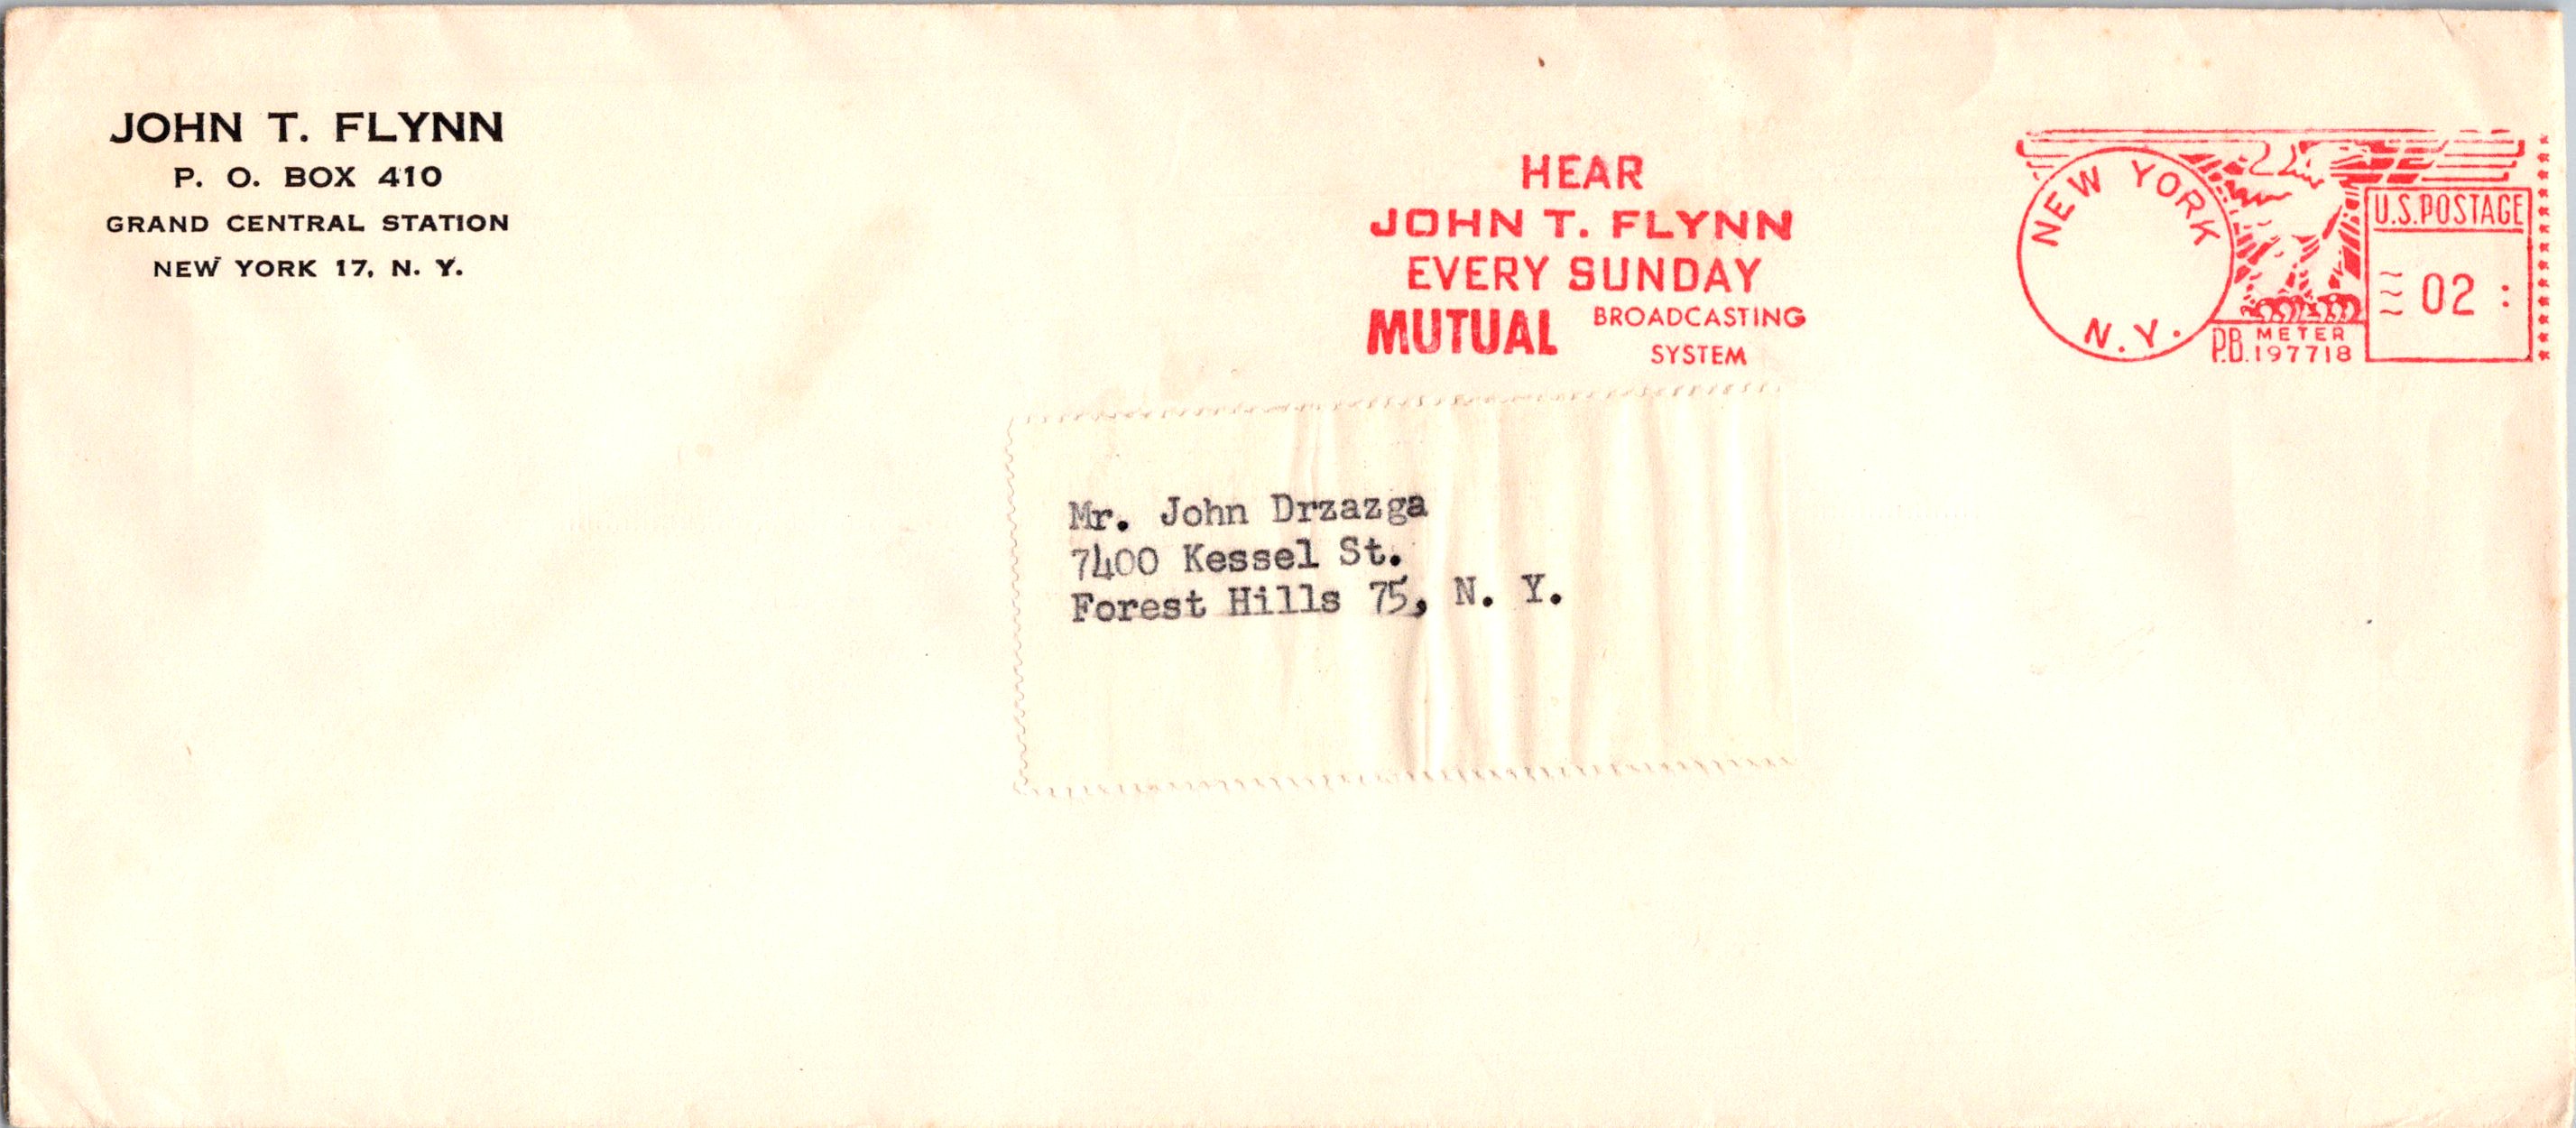 JOHN T. FLYNN
P. O. BOX 410
GRAND CENTRAL STATION
NEW YORK 17, N. Y.
HEAR
JOHN T. FLYNN
EVERY SUNDAY
MUTUAL BROADCASTING
SYSTEM
NEW YORK
N.Y.
P.B. METER
197718
U.S. POSTAGE
02
Mr. John Drzazga
7400 Kessel St.
Forest Hills 75, N. Y.